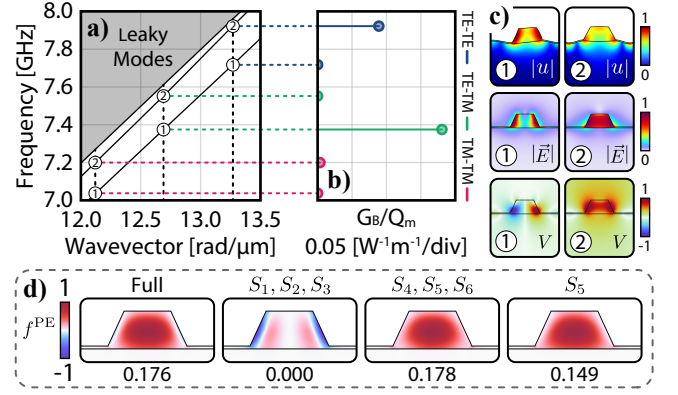 a)
Leaky
Modes
Frequency [GHz]
8.0
7.8
7.6
7.4
7.2
7.0
2
1
2
1
2
1
12.0 12.5 13.0 13.5
Wavevector [rad/μm]
b)
G_B/Q_m
0.05 [W⁻¹m⁻¹/div]
TE-TE
TE-TM
TM-TM
c)
1 |u|
2 |u|
1
0
1 |E⃗|
2 |E⃗|
1
0
1 V
2 V
1
-1
d)
1
f^PE
-1
Full
S₁, S₂, S₃
S₄, S₅, S₆
S₅
0.176
0.000
0.178
0.149